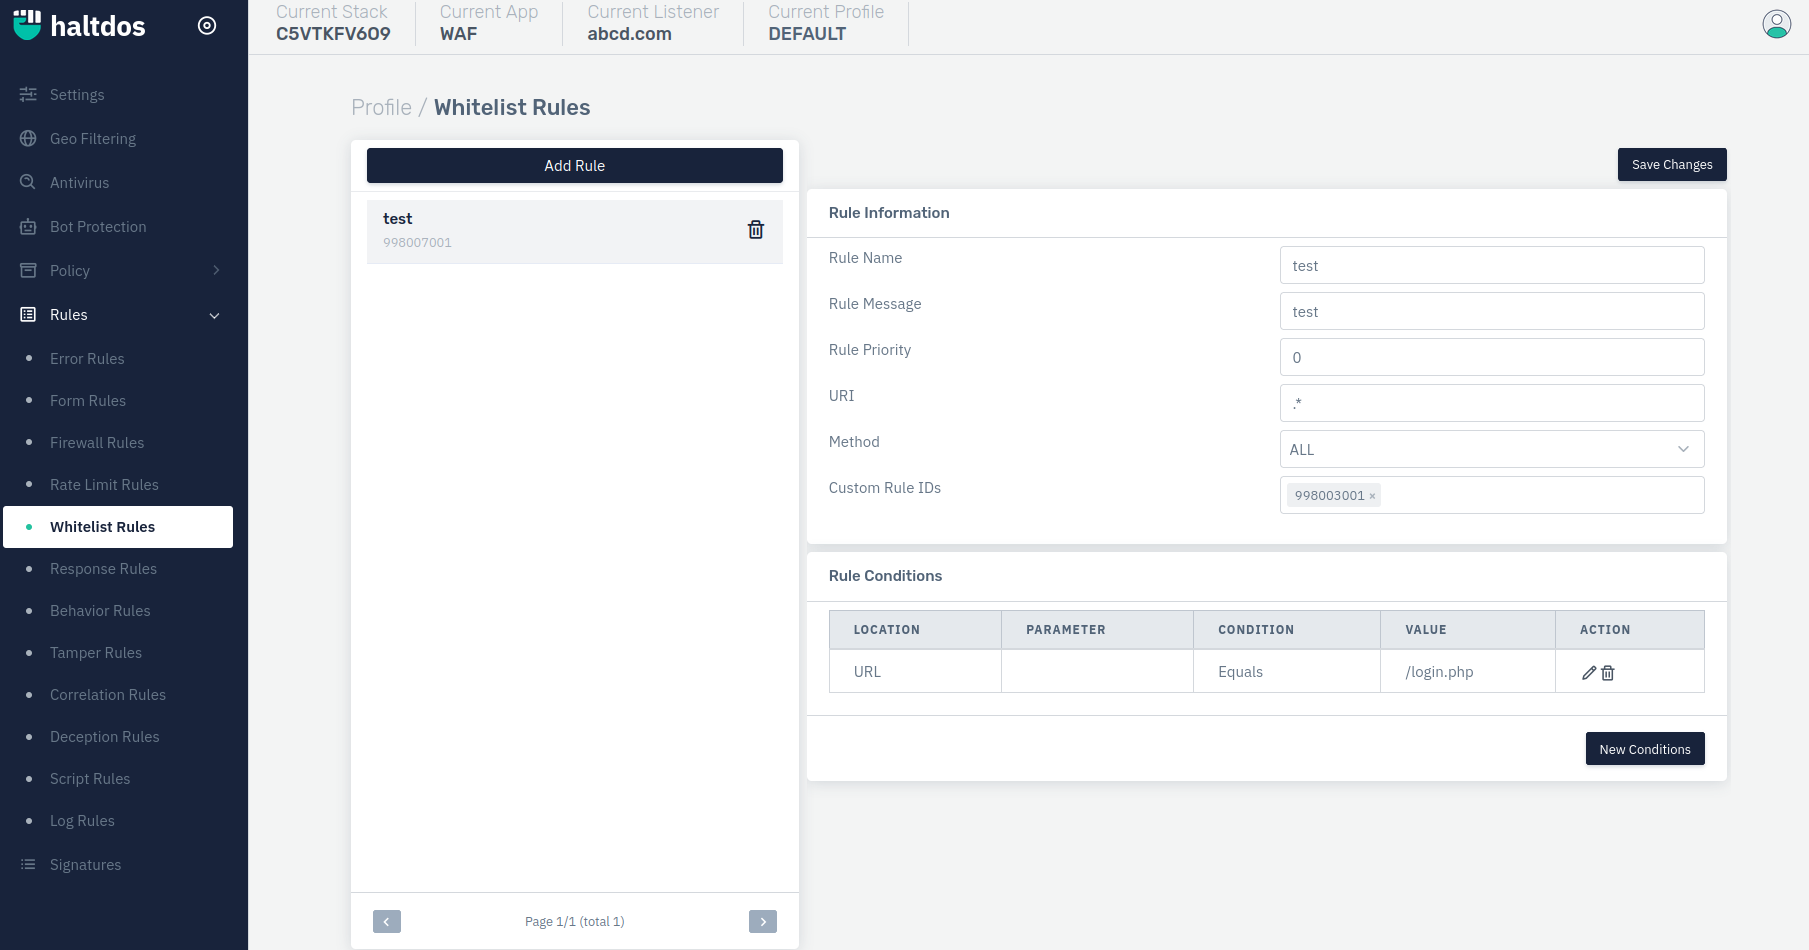 haltdos
Current Stack
C5VTKFV6O9
Current App
WAF
Current Listener
abcd.com
Current Profile
DEFAULT
Settings
Geo Filtering
Antivirus
Bot Protection
Policy
Rules
Error Rules
Form Rules
Firewall Rules
Rate Limit Rules
Whitelist Rules
Response Rules
Behavior Rules
Tamper Rules
Correlation Rules
Deception Rules
Script Rules
Log Rules
Signatures
Profile / Whitelist Rules
Add Rule
test
998007001
Page 1/1 (total 1)
Save Changes
Rule Information
Rule Name
test
Rule Message
test
Rule Priority
0
URI
.*
Method
ALL
Custom Rule IDs
998003001 ×
Rule Conditions
LOCATION PARAMETER CONDITION VALUE ACTION
URL Equals /login.php
New Conditions